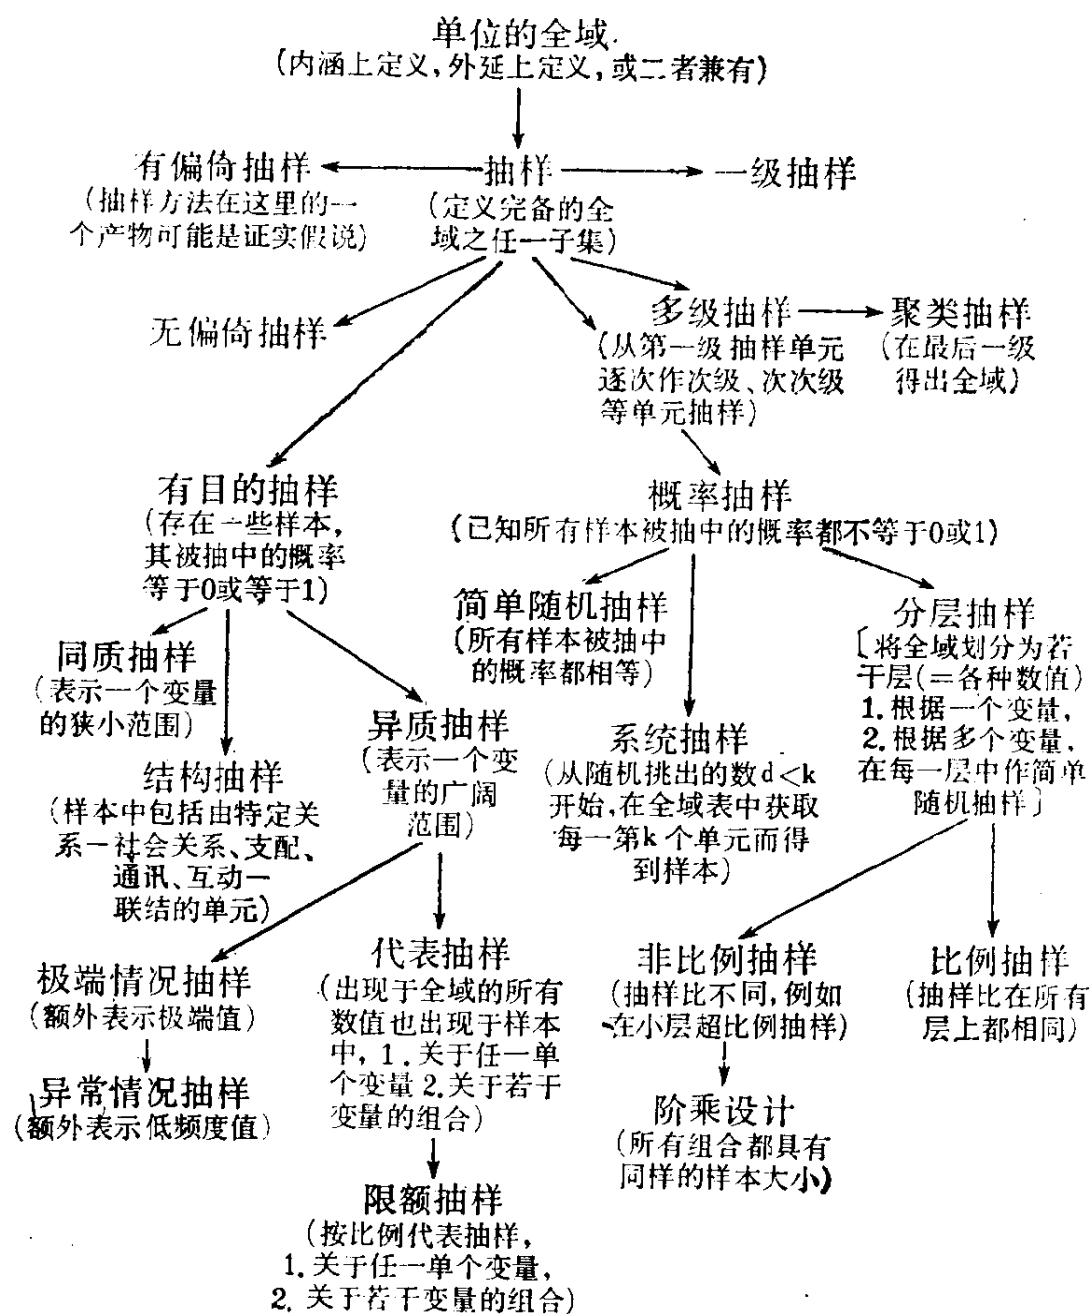 单位的全域
(内涵上定义,外延上定义,或二者兼有)
有偏倚抽样
(抽样方法在这里的一
个产物可能是证实假说)
抽样
(定义完备的全
域之任一子集)
一级抽样
无偏倚抽样
多级抽样
(从第一级抽样单元
逐次作次级、次次级
等单元抽样)
聚类抽样
(在最后一级
得出全域)
有目的抽样
(存在一些样本,
其被抽中的概率
等于0或等于1)
概率抽样
(已知所有样本被抽中的概率都不等于0或1)
同质抽样
(表示一个变量
的狭小范围)
结构抽样
(样本中包括由特定关
系—社会关系、支配、
通讯、互动—
联结的单元)
异质抽样
(表示一个变
量的广阔
范围)
简单随机抽样
(所有样本被抽中
的概率都相等)
系统抽样
(从随机挑出的数d<k
开始,在全域表中获取
每一第k个单元而得
到样本)
分层抽样
〔将全域划分为若
干层(=各种数值)
1.根据一个变量,
2.根据多个变量,
在每一层中作简单
随机抽样〕
极端情况抽样
(额外表示极端值)
异常情况抽样
(额外表示低频度值)
代表抽样
(出现于全域的所有
数值也出现于样本
中,1.关于任一单
个变量2.关于若干
变量的组合)
限额抽样
(按比例代表抽样,
1.关于任一单个变量,
2.关于若干变量的组合)
非比例抽样
(抽样比不同,例如
在小层超比例抽样)
阶乘设计
(所有组合都具有
同样的样本大小)
比例抽样
(抽样比在所有
层上都相同)